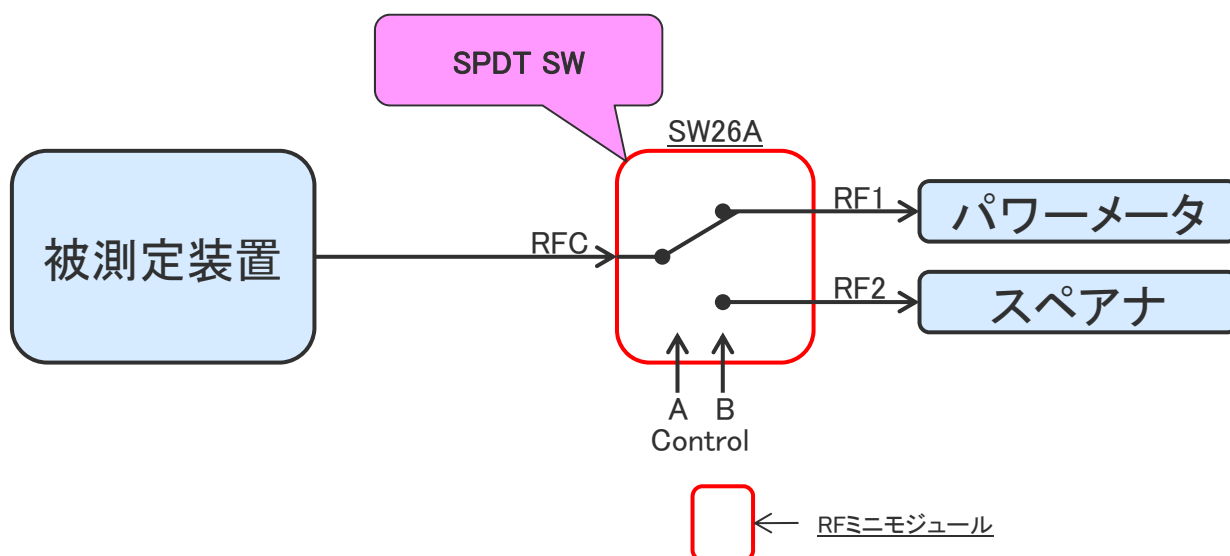 SPDT SW
SW26A
被測定装置
RFC
RF1
パワーメータ
RF2
スペアナ
A B
Control
RFミニモジュール